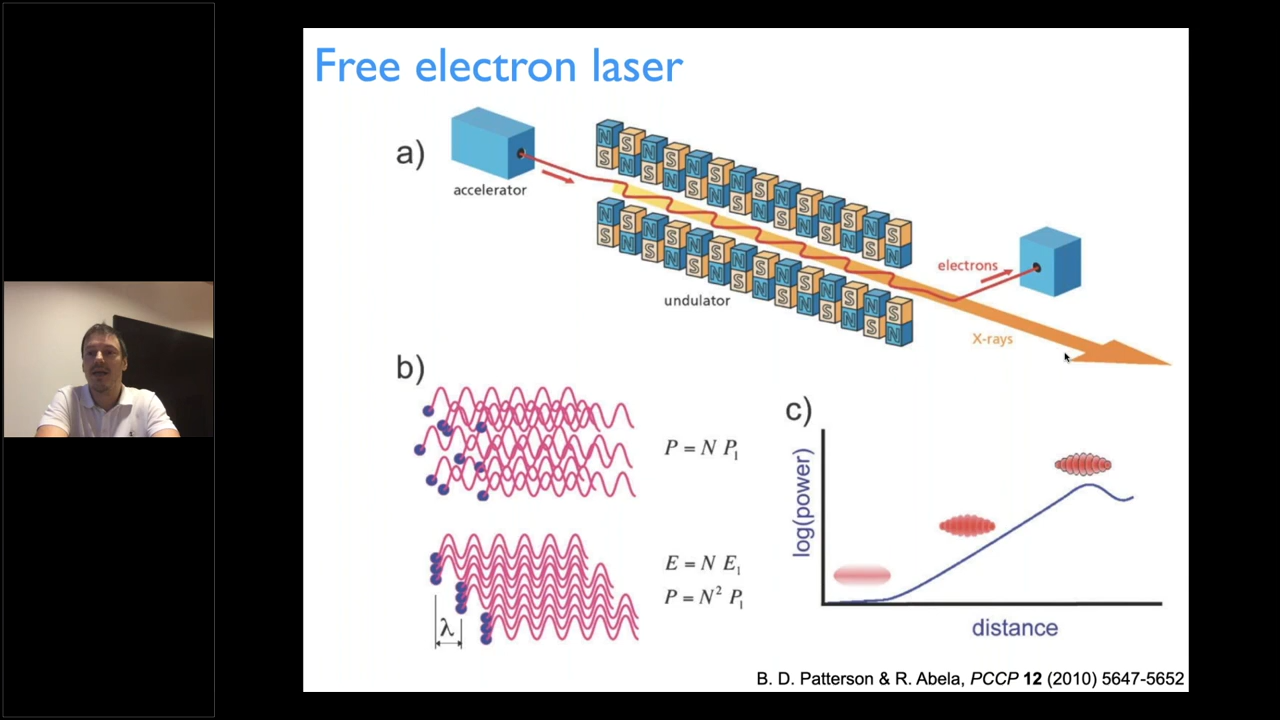 Free electron laser
a)
accelerator
N S N S N S N S N S N S N S
S N S N S N S N S N S N S N
N S N S N S N S N S N S N S
S N S N S N S N S N S N S N
undulator
electrons
X-rays
b)
P = N P₁
E = N E₁
P = N² P₁
λ
c)
log(power)
distance
B. D. Patterson & R. Abela, PCCP 12 (2010) 5647-5652